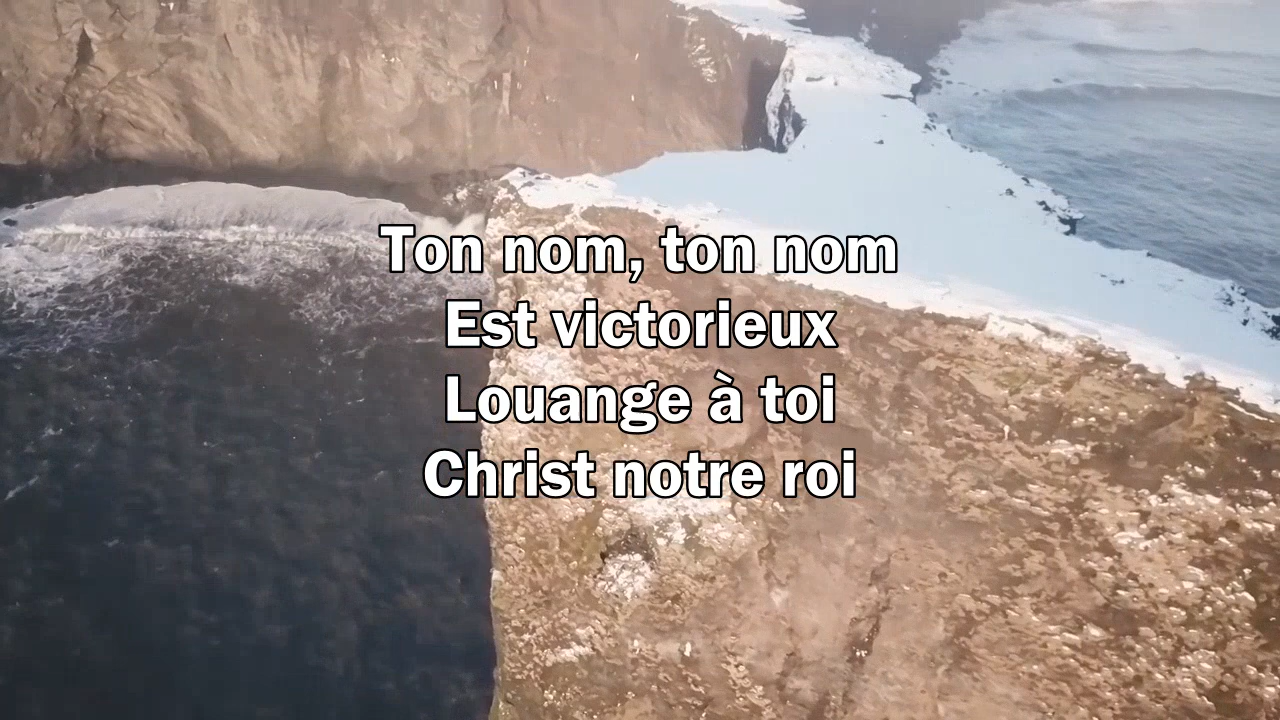 Ton nom, ton nom
Est victorieux
Louange à toi
Christ notre roi